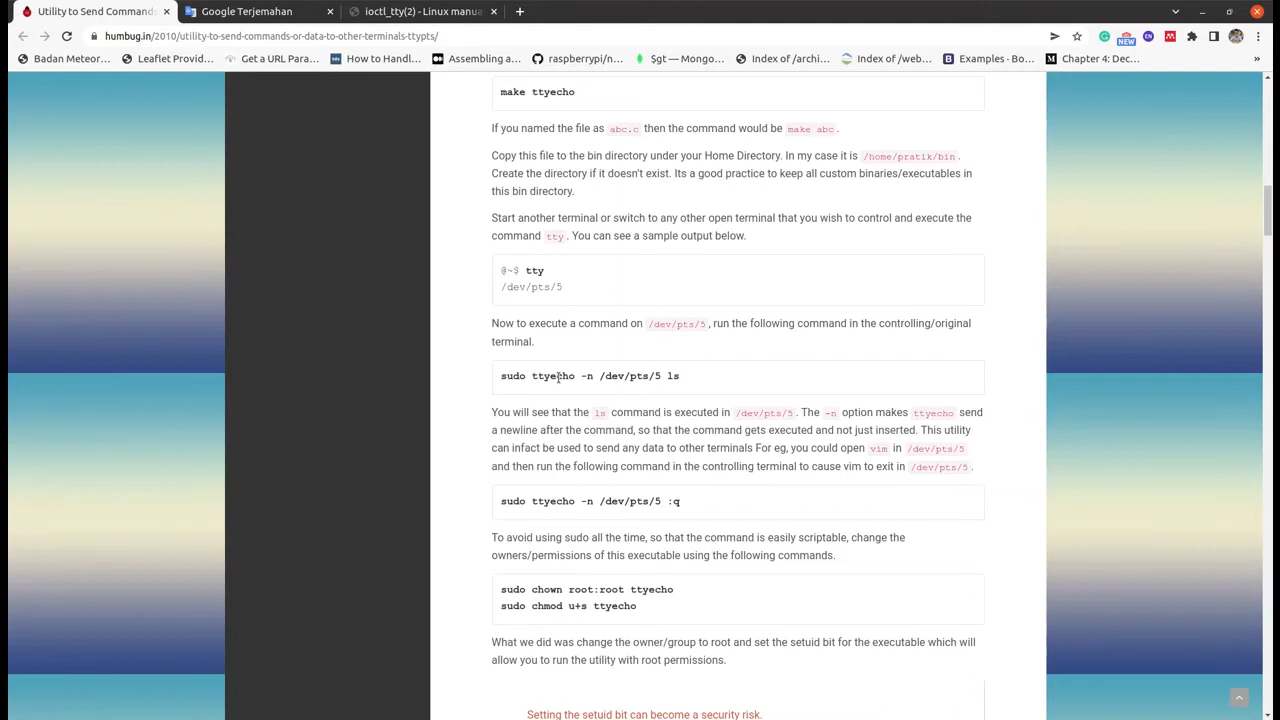 Utility to Send Commands
Google Terjemahan
ioctl_tty(2) - Linux manua
humbug.in/2010/utility-to-send-commands-or-data-to-other-terminals-ttypts/
NEW
EN
Badan Meteor...
Leaflet Provid...
Get a URL Para...
tds
How to Handl...
Assembling a...
raspberrypi/n...
$gt — Mongo...
Index of /archi...
Index of /web...
Examples · Bo...
Chapter 4: Dec...
»
make ttyecho
If you named the file as abc.c then the command would be make abc.
Copy this file to the bin directory under your Home Directory. In my case it is /home/pratik/bin.
Create the directory if it doesn’t exist. Its a good practice to keep all custom binaries/executables in
this bin directory.
Start another terminal or switch to any other open terminal that you wish to control and execute the
command tty. You can see a sample output below.
@~$ tty
/dev/pts/5
Now to execute a command on /dev/pts/5, run the following command in the controlling/original
terminal.
sudo ttyecho -n /dev/pts/5 ls
You will see that the ls command is executed in /dev/pts/5. The -n option makes ttyecho send
a newline after the command, so that the command gets executed and not just inserted. This utility
can infact be used to send any data to other terminals For eg, you could open vim in /dev/pts/5
and then run the following command in the controlling terminal to cause vim to exit in /dev/pts/5.
sudo ttyecho -n /dev/pts/5 :q
To avoid using sudo all the time, so that the command is easily scriptable, change the
owners/permissions of this executable using the following commands.
sudo chown root:root ttyecho
sudo chmod u+s ttyecho
What we did was change the owner/group to root and set the setuid bit for the executable which will
allow you to run the utility with root permissions.
Setting the setuid bit can become a security risk.